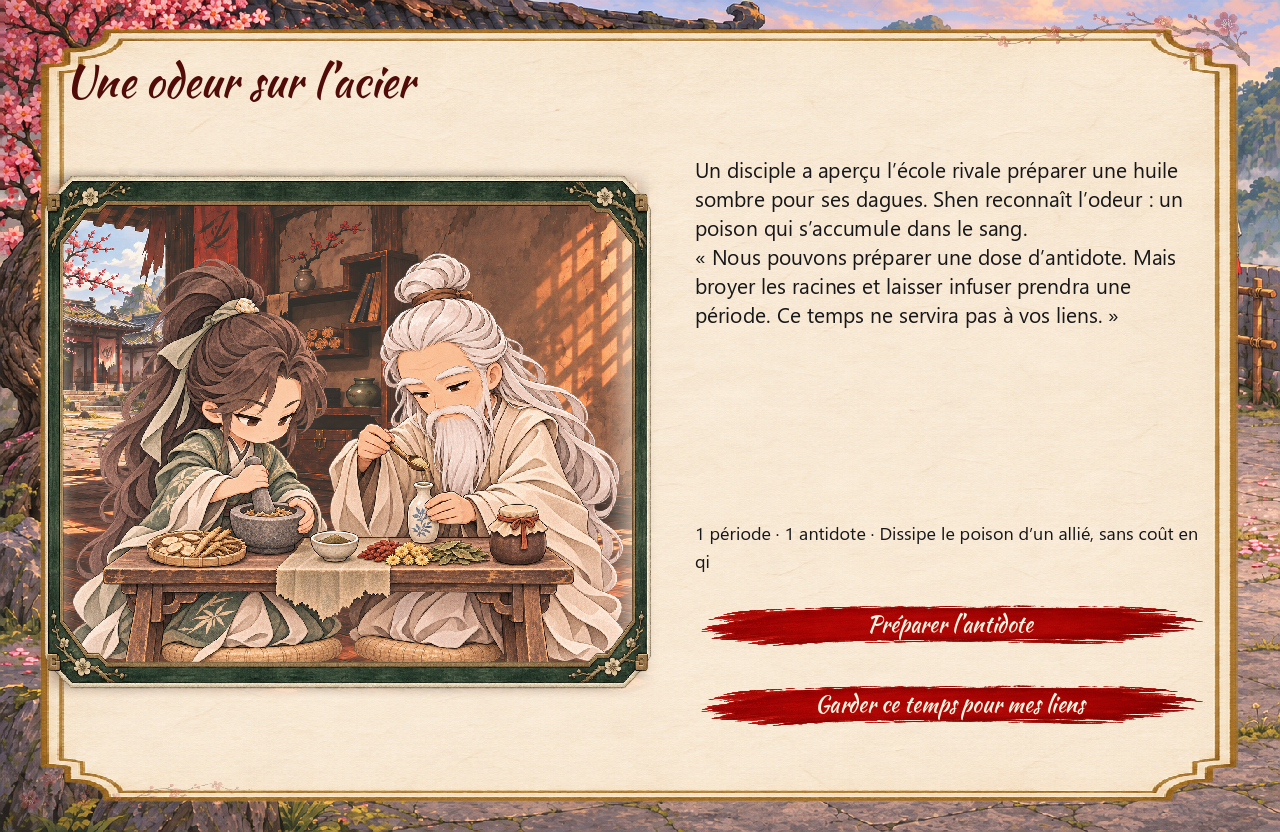 Une odeur sur l’acier
Un disciple a aperçu l’école rivale préparer une huile
sombre pour ses dagues. Shen reconnaît l’odeur : un
poison qui s’accumule dans le sang.
« Nous pouvons préparer une dose d’antidote. Mais
broyer les racines et laisser infuser prendra une
période. Ce temps ne servira pas à vos liens. »
1 période · 1 antidote · Dissipe le poison d’un allié, sans coût en
qi
Préparer l’antidote
Garder ce temps pour mes liens